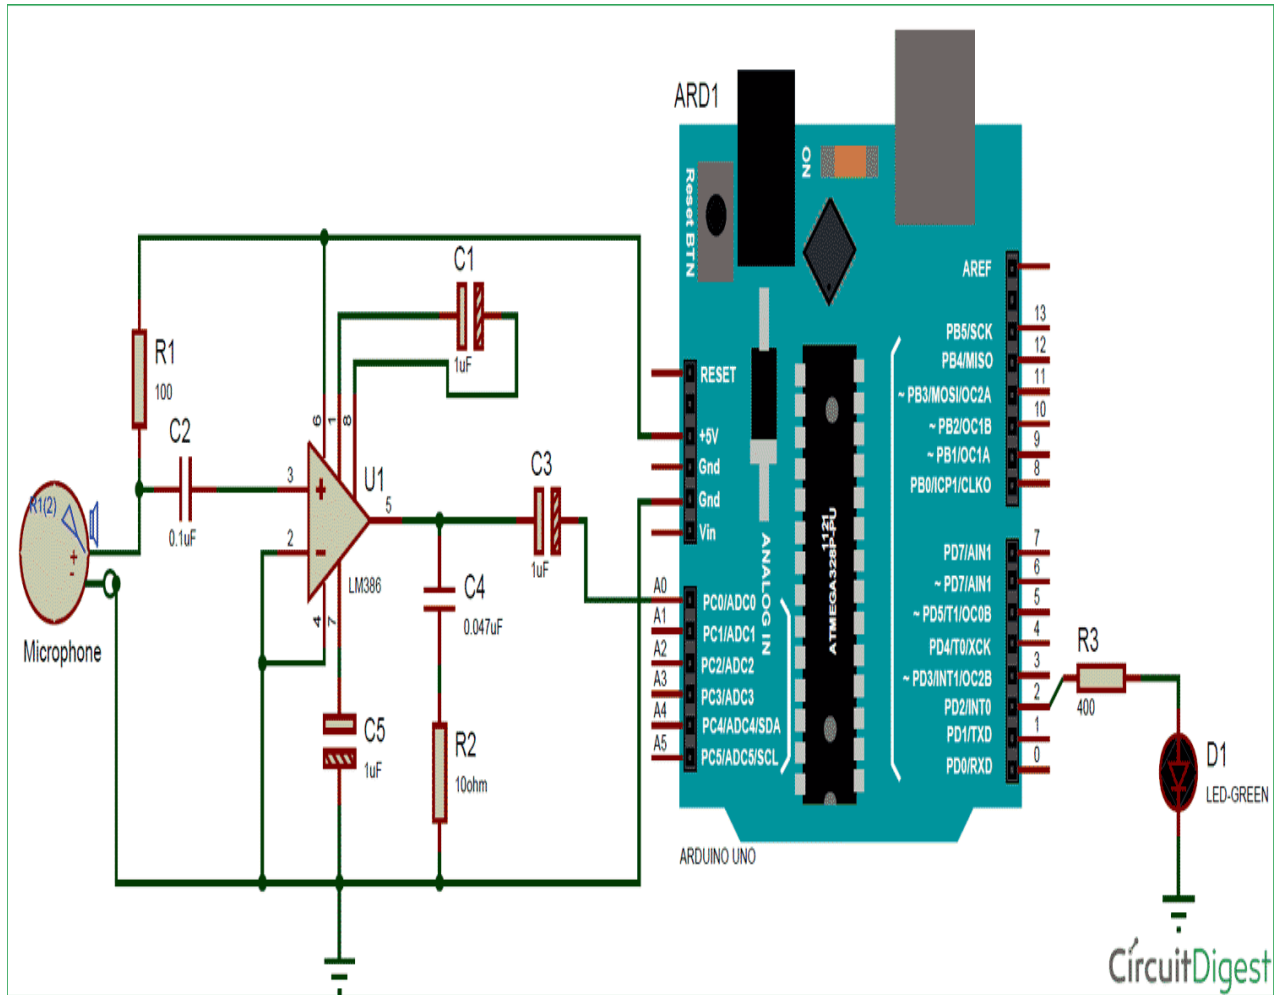 ARD1
Reset BTN
ON
R1
100
C2
0.1uF
R1(2)
+
-
Microphone
C1
1uF
6
1
8
3
+
2
-
U1
5
LM386
4
7
C3
1uF
C4
0.047uF
C5
1uF
R2
10ohm
RESET
+5V
Gnd
Gnd
Vin
A0
PC0/ADC0
A1
PC1/ADC1
A2
PC2/ADC2
A3
PC3/ADC3
A4
PC4/ADC4/SDA
A5
PC5/ADC5/SCL
ANALOG IN
1121
ATMEGA328P-PU
AREF
13
PB5/SCK
12
PB4/MISO
11
~ PB3/MOSI/OC2A
10
~ PB2/OC1B
9
~ PB1/OC1A
8
PB0/ICP1/CLKO
7
PD7/AIN1
6
~ PD7/AIN1
5
~ PD5/T1/OC0B
4
PD4/T0/XCK
3
~ PD3/INT1/OC2B
2
PD2/INT0
1
PD1/TXD
0
PD0/RXD
R3
400
D1
LED-GREEN
ARDUINO UNO
CircuitDigest